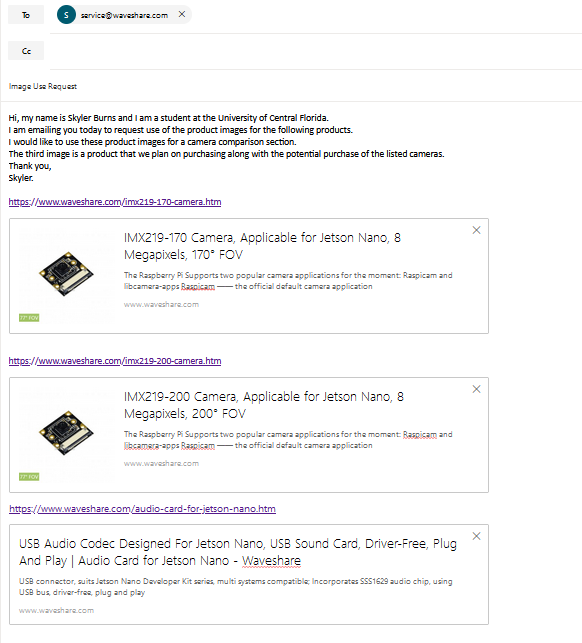 To
S service@waveshare.com ×
Cc
Image Use Request
Hi, my name is Skyler Burns and I am a student at the University of Central Florida.
I am emailing you today to request use of the product images for the following products.
I would like to use these product images for a camera comparison section.
The third image is a product that we plan on purchasing along with the potential purchase of the listed cameras.
Thank you,
Skyler.
https://www.waveshare.com/imx219-170-camera.htm
IMX219-170 Camera, Applicable for Jetson Nano, 8
Megapixels, 170° FOV
The Raspberry Pi Supports two popular camera applications for the moment: Raspicam and
libcamera-apps Raspicam —— the official default camera application
www.waveshare.com
77° FOV
https://www.waveshare.com/imx219-200-camera.htm
IMX219-200 Camera, Applicable for Jetson Nano, 8
Megapixels, 200° FOV
The Raspberry Pi Supports two popular camera applications for the moment: Raspicam and
libcamera-apps Raspicam —— the official default camera application
www.waveshare.com
77° FOV
https://www.waveshare.com/audio-card-for-jetson-nano.htm
USB Audio Codec Designed For Jetson Nano, USB Sound Card, Driver-Free, Plug
And Play | Audio Card for Jetson Nano - Waveshare
USB connector, suits Jetson Nano Developer Kit series, multi systems compatible; Incorporates SSS1629 audio chip, using
USB bus, driver-free, plug and play
www.waveshare.com